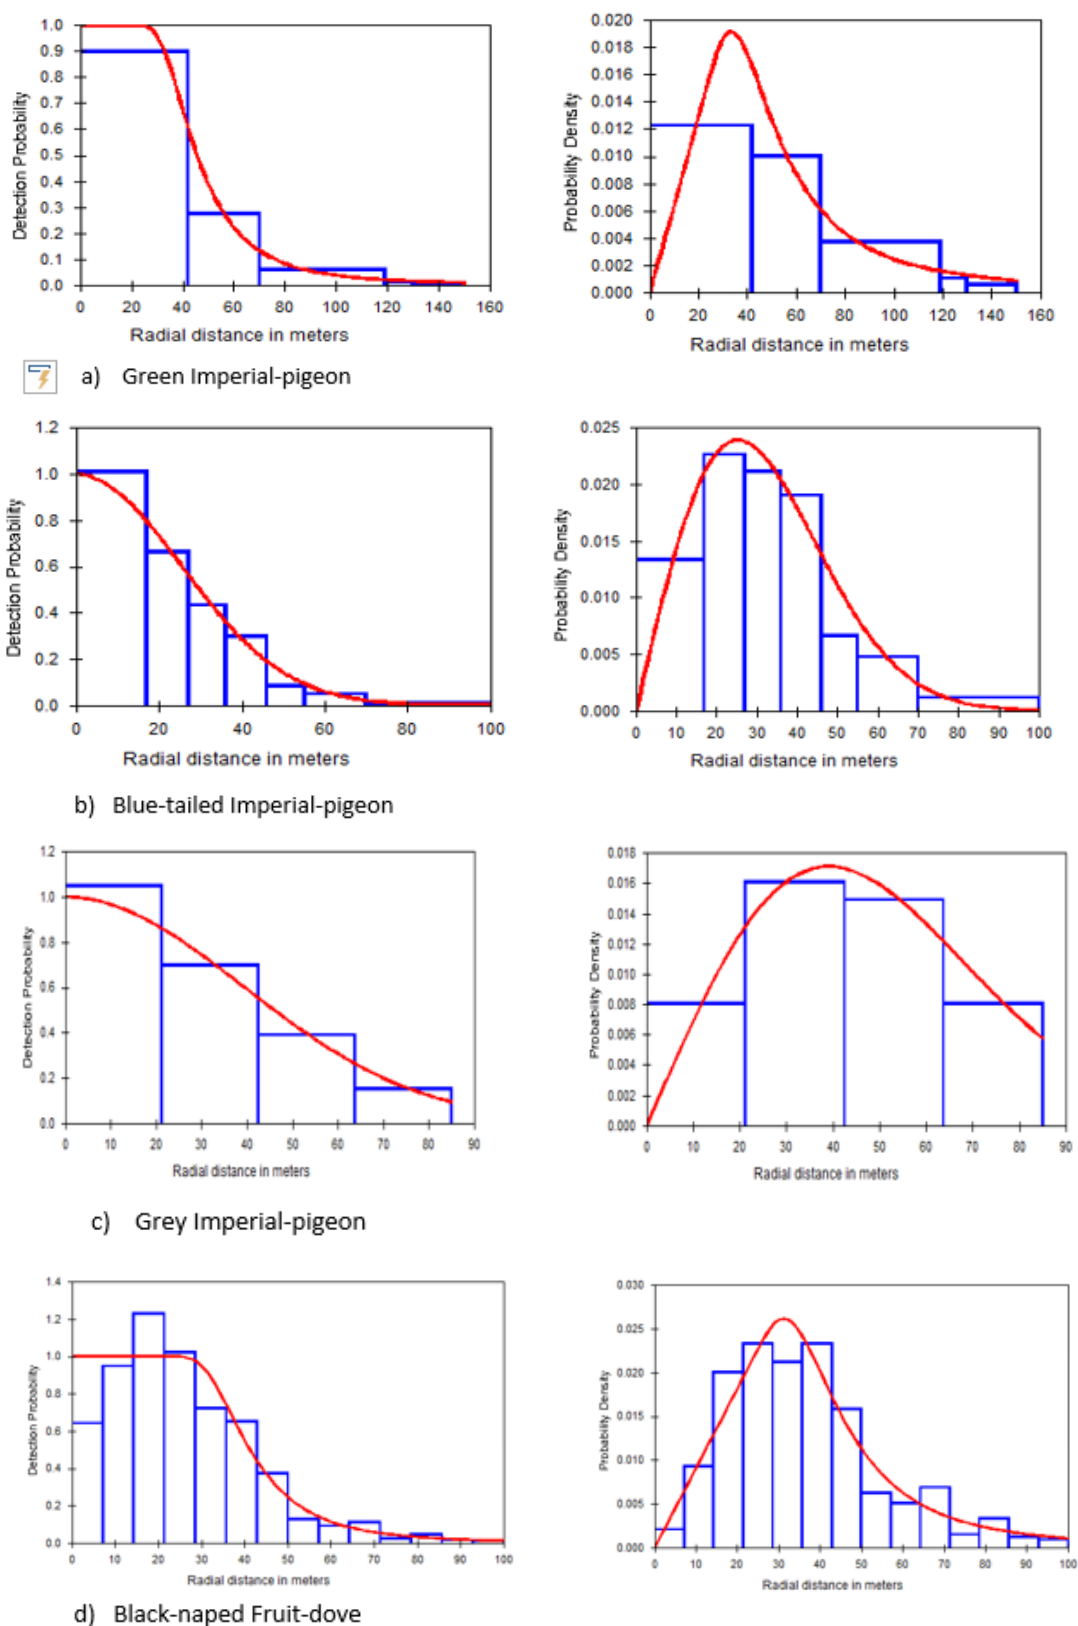 1.0
0.9
0.8
0.7
0.6
0.5
0.4
0.3
0.2
0.1
0.0
0 20 40 60 80 100 120 140 160
Detection Probability
Radial distance in meters
0.020
0.018
0.016
0.014
0.012
0.010
0.008
0.006
0.004
0.002
0.000
0 20 40 60 80 100 120 140 160
Probability Density
Radial distance in meters
a) Green Imperial-pigeon
1.2
1.0
0.8
0.6
0.4
0.2
0.0
0 20 40 60 80 100
Detection Probability
Radial distance in meters
0.025
0.020
0.015
0.010
0.005
0.000
0 10 20 30 40 50 60 70 80 90 100
Probability Density
Radial distance in meters
b) Blue-tailed Imperial-pigeon
1.2
1.0
0.8
0.6
0.4
0.2
0.0
0 10 20 30 40 50 60 70 80 90
Detection Probability
Radial distance in meters
0.018
0.016
0.014
0.012
0.010
0.008
0.006
0.004
0.002
0.000
0 10 20 30 40 50 60 70 80 90
Probability Density
Radial distance in meters
c) Grey Imperial-pigeon
1.4
1.2
1.0
0.8
0.6
0.4
0.2
0.0
0 10 20 30 40 50 60 70 80 90 100
Detection Probability
Radial distance in meters
0.030
0.025
0.020
0.015
0.010
0.005
0.000
0 10 20 30 40 50 60 70 80 90 100
Probability Density
Radial distance in meters
d) Black-naped Fruit-dove